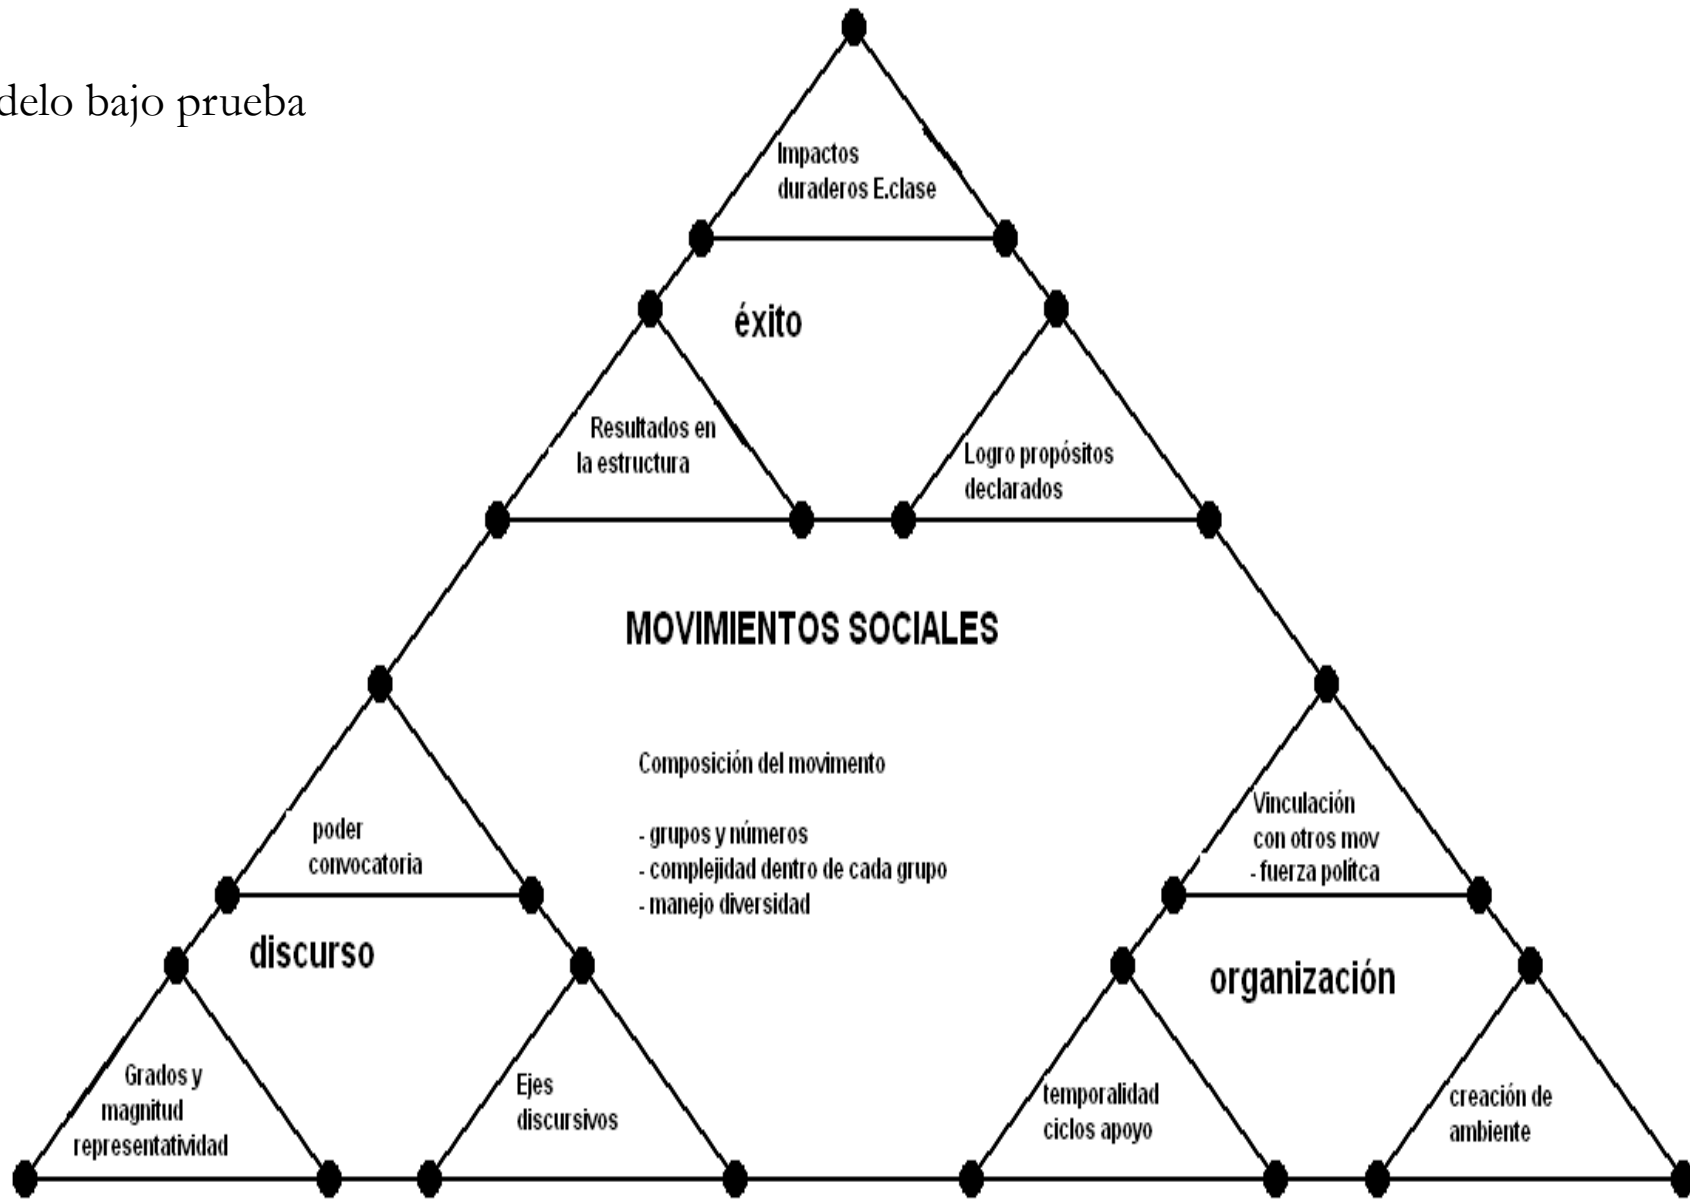 delo bajo prueba
Impactos
duraderos E.clase
éxito
Resultados en
la estructura
Logro propósitos
declarados
MOVIMIENTOS SOCIALES
Composición del movimento
- grupos y números
- complejidad dentro de cada grupo
- manejo diversidad
poder
convocatoria
discurso
Grados y
magnitud
representatividad
Ejes
discursivos
Vinculación
con otros mov
- fuerza polítca
organización
temporalidad
ciclos apoyo
creación de
ambiente